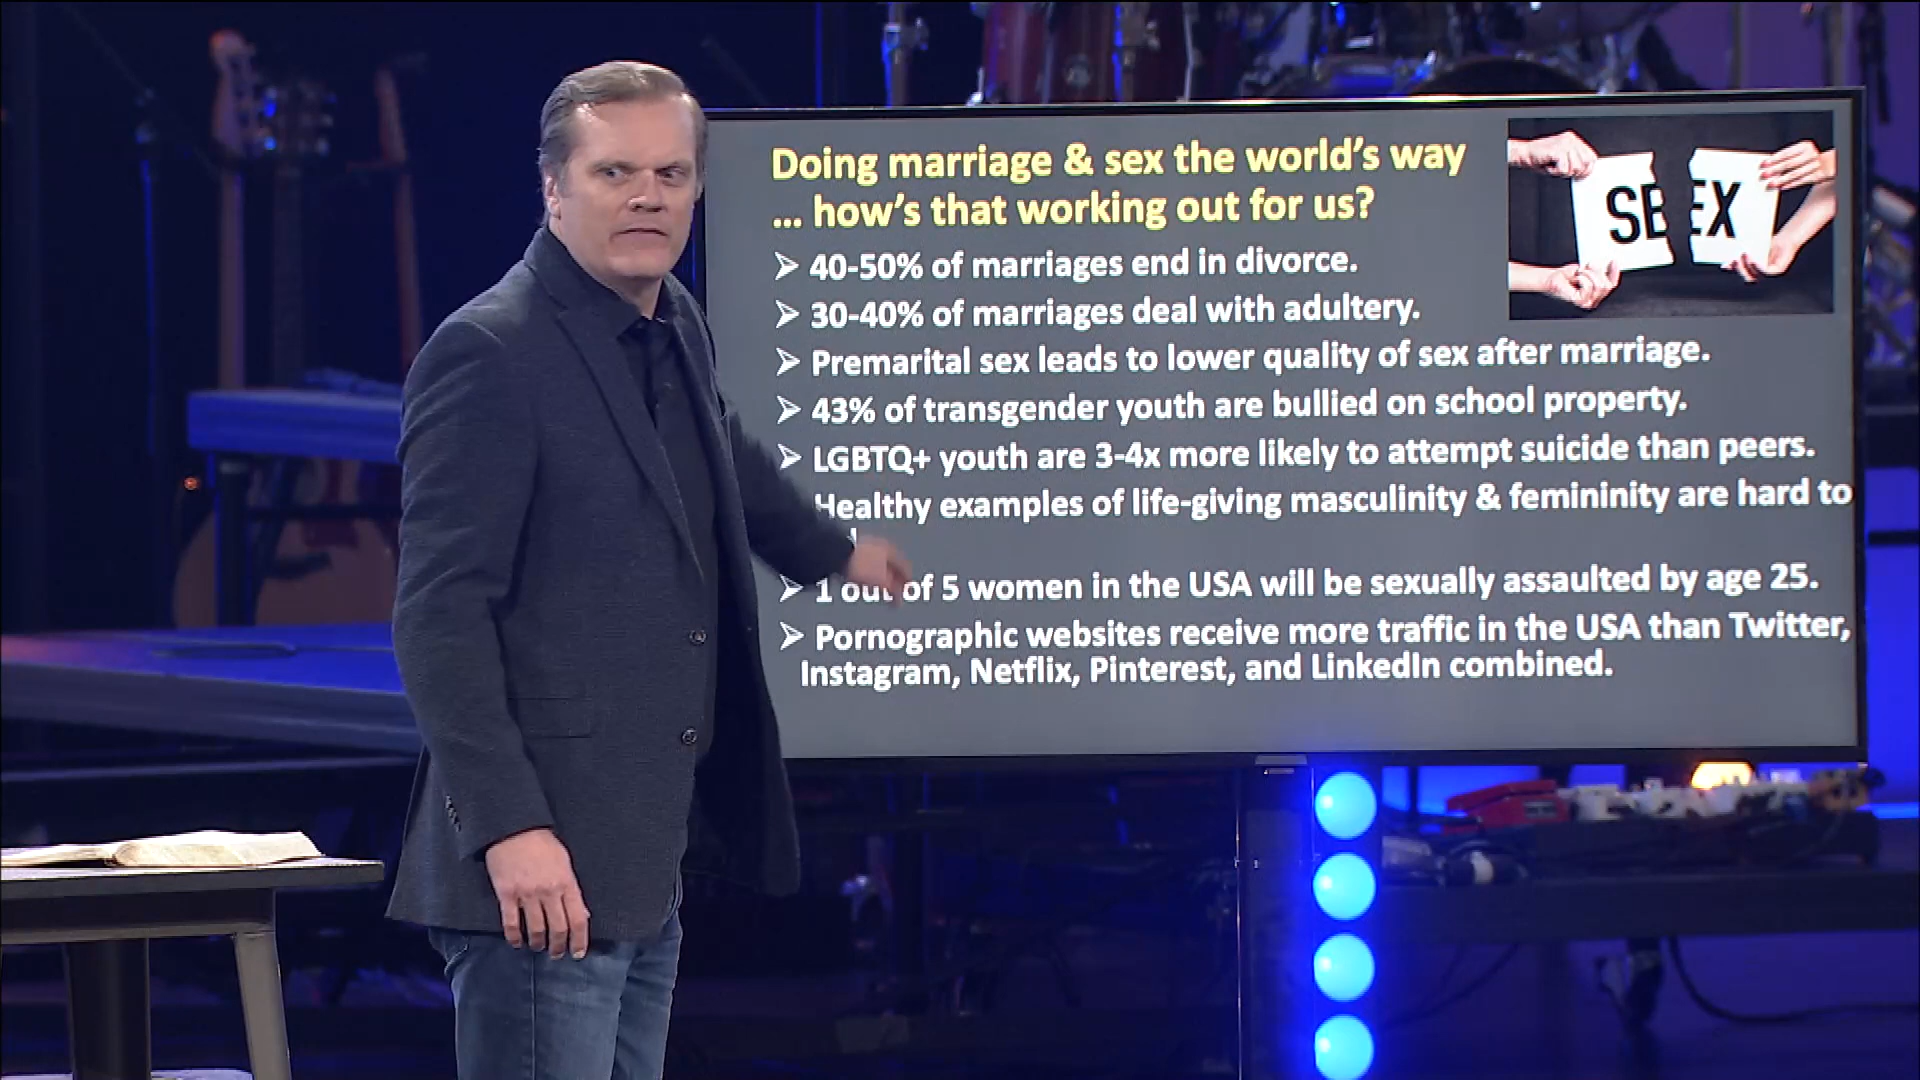 Doing marriage & sex the world's way
... how's that working out for us?
➢ 40-50% of marriages end in divorce.
➢ 30-40% of marriages deal with adultery.
➢ Premarital sex leads to lower quality of sex after marriage.
➢ 43% of transgender youth are bullied on school property.
➢ LGBTQ+ youth are 3-4x more likely to attempt suicide than peers.
Healthy examples of life-giving masculinity & femininity are hard to
➢ 1 out of 5 women in the USA will be sexually assaulted by age 25.
➢ Pornographic websites receive more traffic in the USA than Twitter,
Instagram, Netflix, Pinterest, and LinkedIn combined.
SE EX